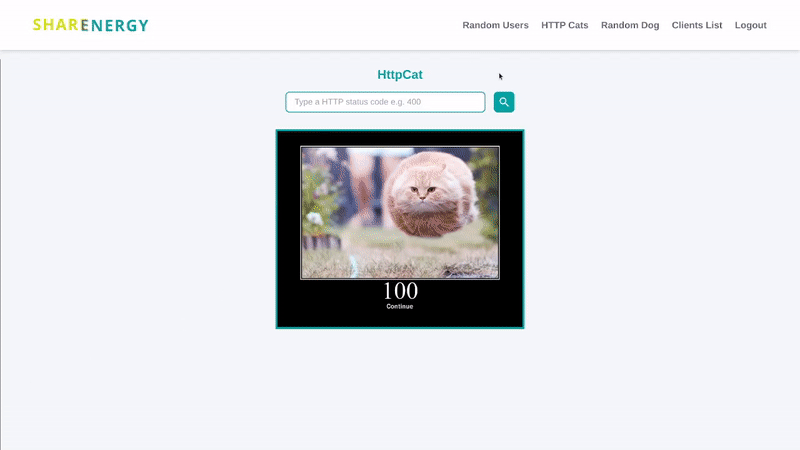 SHARENERGY
Random Users HTTP Cats Random Dog Clients List Logout
HttpCat
Type a HTTP status code e.g. 400
100
Continue